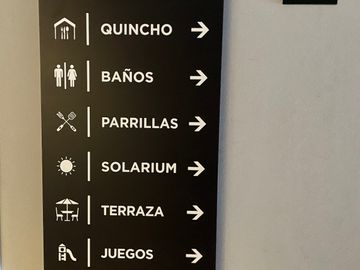 QUINCHO
BAÑOS
PARRILLAS
SOLARIUM
TERRAZA
JUEGOS